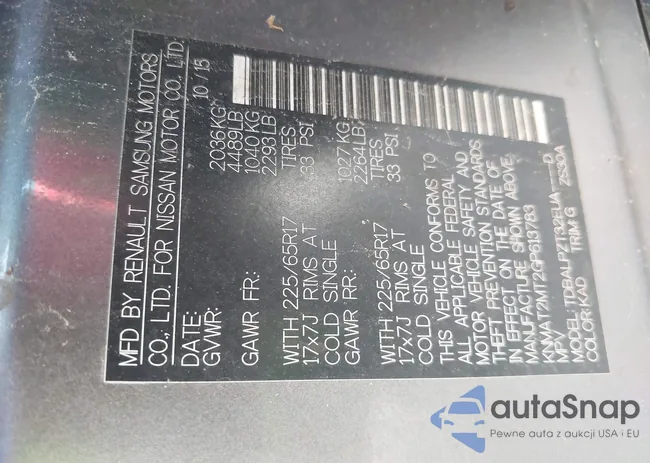 MFD BY RENAULT SAMSUNG MOTORS
CO., LTD. FOR NISSAN MOTOR CO. LTD.
DATE: 10 / 15
GVWR: 2036KG
4489LB
GAWR FR: 1040KG
2293LB
WITH 225/65R17 TIRES
17x7J RIMS AT 33 PSI
COLD SINGLE
GAWR RR: 1027KG
2264LB
WITH 225/65R17 TIRES
17x7J RIMS AT 33 PSI
COLD SINGLE
THIS VEHICLE CONFORMS TO
ALL APPLICABLE FEDERAL
MOTOR VEHICLE SAFETY AND
THEFT PREVENTION STANDARDS
IN EFFECT ON THE DATE OF
MANUFACTURE SHOWN ABOVE.
KNMAT2MT2GP613783
MPV
MODEL: COLOR: KAD TRIM G
autaSnap
Pewne auta z aukcji USA i EU